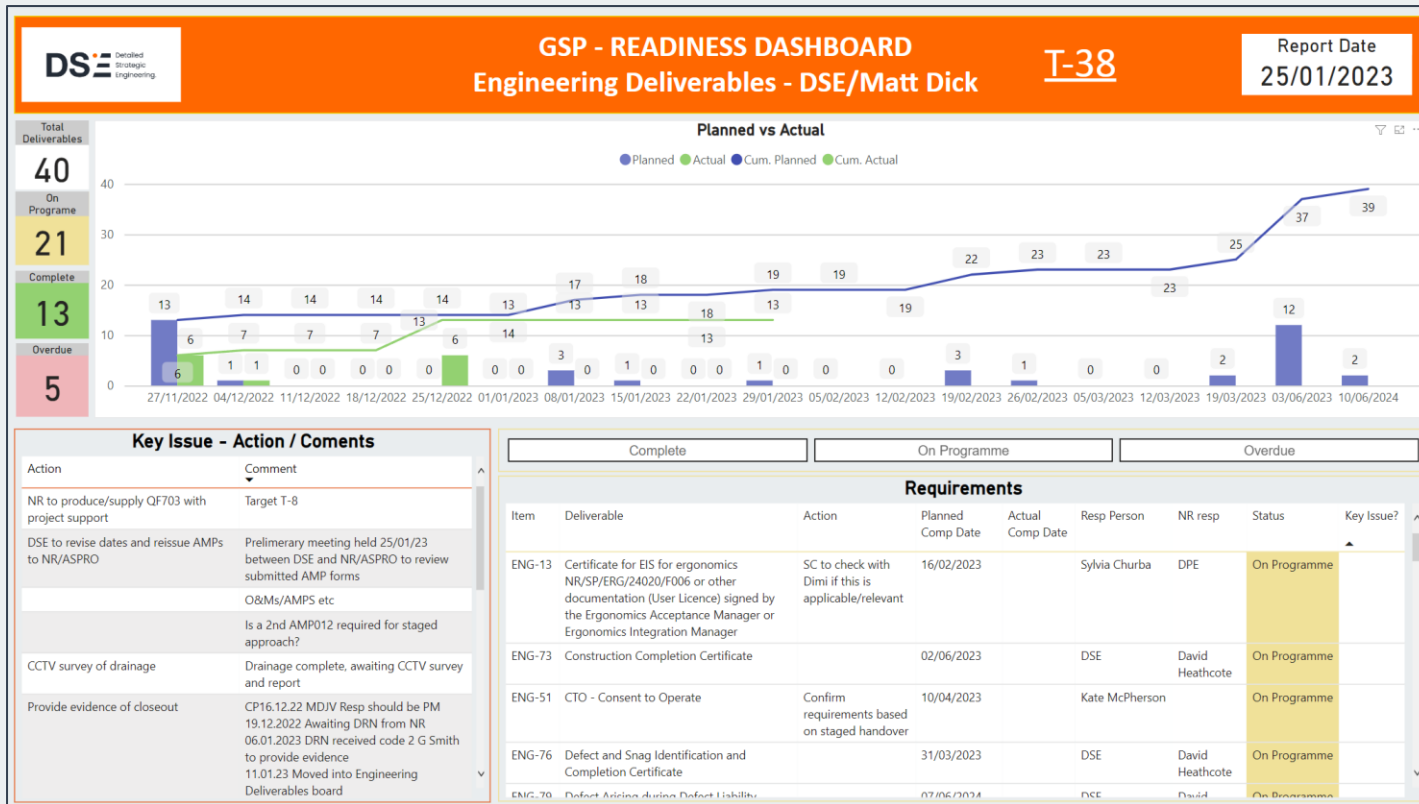 DSE Detailed
Strategic
Engineering.
GSP - READINESS DASHBOARD
Engineering Deliverables - DSE/Matt Dick
T-38
Report Date
25/01/2023
Total
Deliverables
40
On
Programe
21
Complete
13
Overdue
5
Planned vs Actual
Planned Actual Cum. Planned Cum. Actual
40
30
20
10
0
13 14 14 14 14 13 17 18 18 19 19 19 22 23 23 23 25 37 39
6 7 7 7 13 14 13 13 13 13
13 1 0 0 0 0 3 1 0 1 0 0 3 1 0 0 2 12 2
6 1 0 0 6 0 0 0 0 0
27/11/2022 04/12/2022 11/12/2022 18/12/2022 25/12/2022 01/01/2023 08/01/2023 15/01/2023 22/01/2023 29/01/2023 05/02/2023 12/02/2023 19/02/2023 26/02/2023 05/03/2023 12/03/2023 19/03/2023 03/06/2023 10/06/2024
Key Issue - Action / Coments
Action Comment
NR to produce/supply QF703 with
project support
Target T-8
DSE to revise dates and reissue AMPs
to NR/ASPRO
Prelimerary meeting held 25/01/23
between DSE and NR/ASPRO to review
submitted AMP forms
O&Ms/AMPS etc
Is a 2nd AMP012 required for staged
approach?
CCTV survey of drainage
Drainage complete, awaiting CCTV survey
and report
Provide evidence of closeout
CP16.12.22 MDJV Resp should be PM
19.12.2022 Awaiting DRN from NR
06.01.2023 DRN received code 2 G Smith
to provide evidence
11.01.23 Moved into Engineering
Deliverables board
Complete
On Programme
Overdue
Requirements
Item Deliverable Action Planned
Comp Date Actual
Comp Date Resp Person NR resp Status Key Issue?
ENG-13
Certificate for EIS for ergonomics
NR/SP/ERG/24020/F006 or other
documentation (User Licence) signed by
the Ergonomics Acceptance Manager or
Ergonomics Integration Manager
SC to check with
Dimi if this is
applicable/relevant
16/02/2023 Sylvia Churba DPE On Programme
ENG-73 Construction Completion Certificate 02/06/2023 DSE David
Heathcote On Programme
ENG-51 CTO - Consent to Operate
Confirm
requirements based
on staged handover
10/04/2023 Kate McPherson On Programme
ENG-76 Defect and Snag Identification and
Completion Certificate
31/03/2023 DSE David
Heathcote On Programme
ENG-79 Defect Arising during Defect Liability 07/06/2024 DSE David On Programme